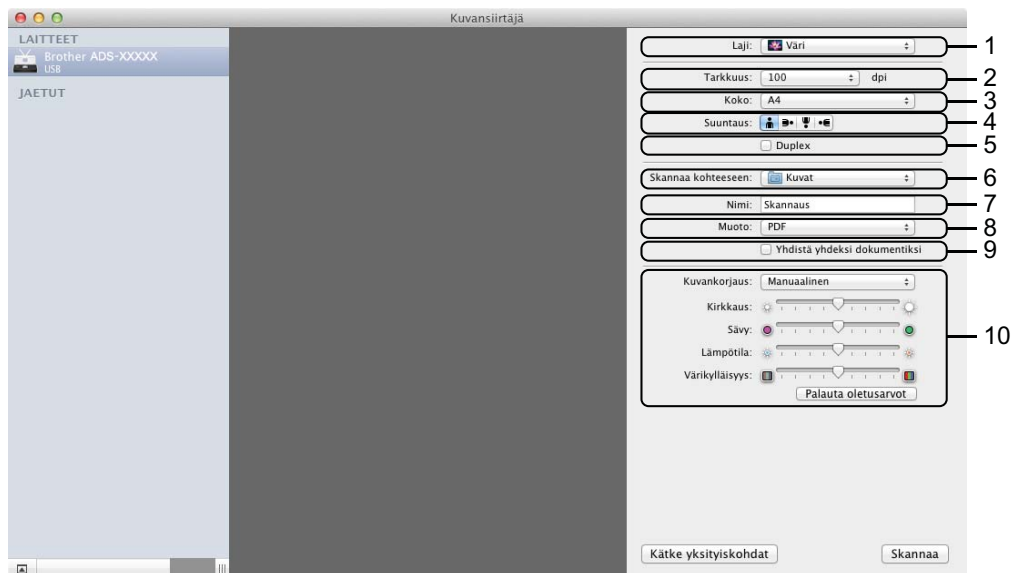 Kuvansiirtäjä
LAITTEET
Brother ADS-XXXXX
USB
JAETUT
Laji: Väri 1
Tarkkuus: 100 dpi 2
Koko: A4 3
Suuntaus: 4
Duplex 5
Skannaa kohteeseen: Kuvat 6
Nimi: Skannaus 7
Muoto: PDF 8
Yhdistä yhdeksi dokumentiksi 9
Kuvankorjaus: Manuaalinen
Kirkkaus:
Sävy: 10
Lämpötila:
Värikylläisyys:
Palauta oletusarvot
Kätke yksityiskohdat Skannaa